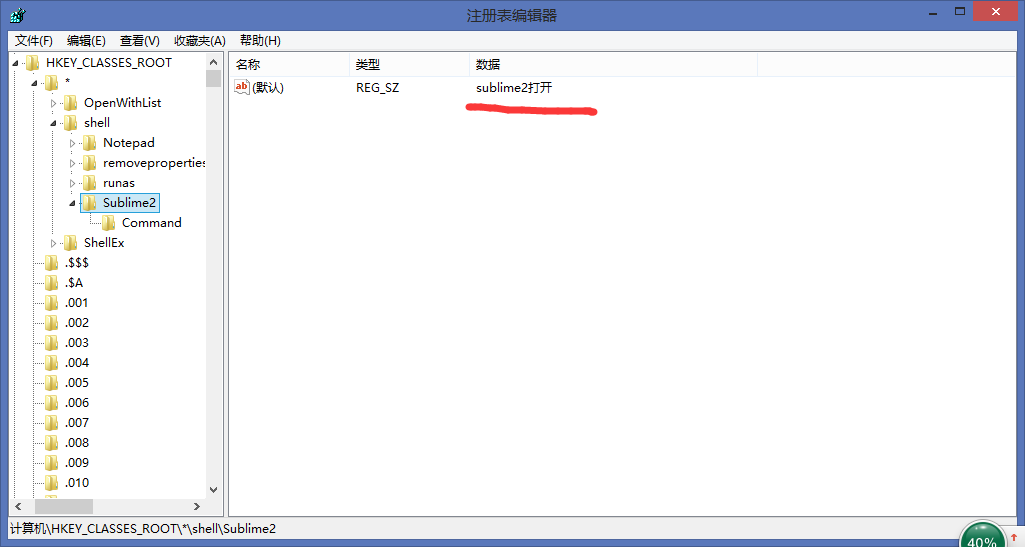 注册表编辑器
文件(F) 编辑(E) 查看(V) 收藏夹(A) 帮助(H)
HKEY_CLASSES_ROOT
*
OpenWithList
shell
Notepad
removeproperties
runas
Sublime2
Command
ShellEx
.$$$
.$A
.001
.002
.003
.004
.005
.006
.007
.008
.009
.010
名称 类型 数据
ab (默认) REG_SZ sublime2打开
计算机\HKEY_CLASSES_ROOT\*\shell\Sublime2
40%